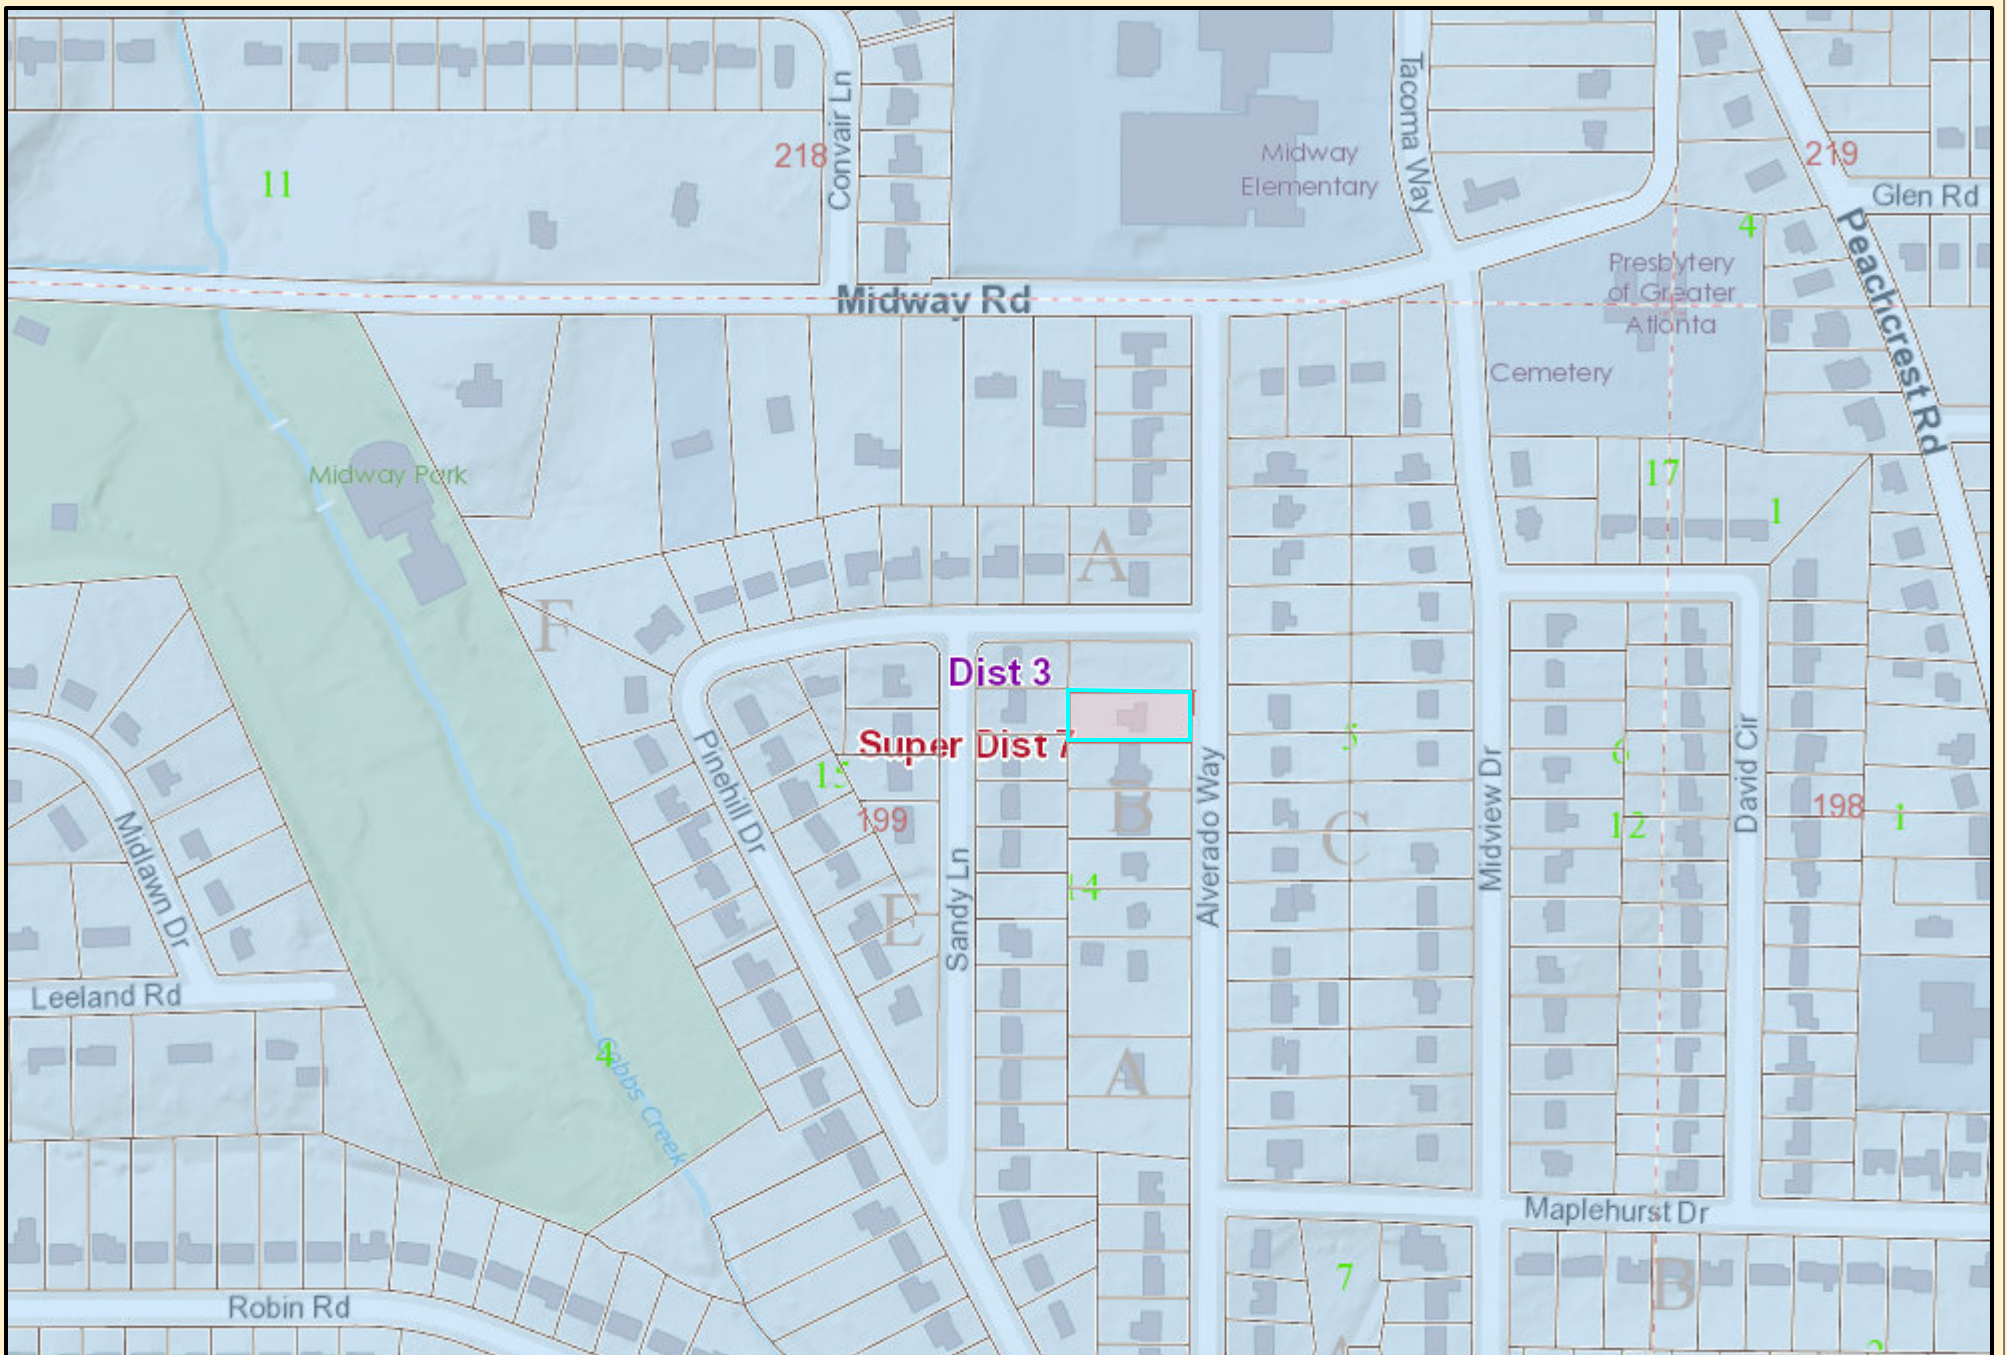 Convair Ln
Tacoma Way
218
Midway
Elementary
219
11
Glen Rd
4
Peachcrest Rd
Presbytery
of Greater
Atlanta
Midway Rd
Cemetery
Midway Park
17
1
A
F
Dist 3
Super Dist 7
5
6
15
Pinehill Dr
B
Alverado Way
Midview Dr
David Cir
199
C
12
198
1
Midlawn Dr
14
E
Sandy Ln
Leeland Rd
4
Cobbs Creek
A
Maplehurst Dr
7
B
Robin Rd